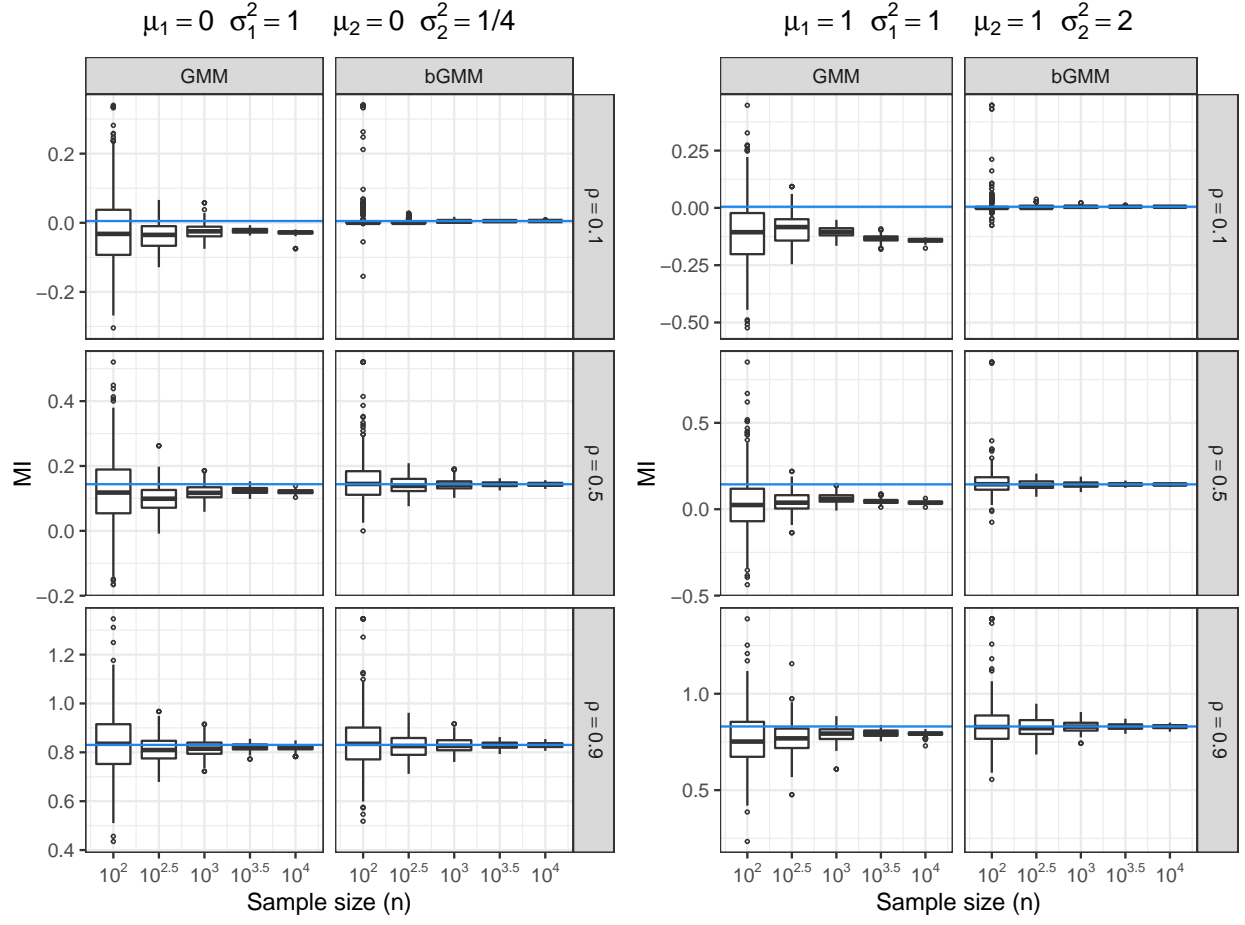 μ₁ = 0 σ₁² = 1 μ₂ = 0 σ₂² = 1/4
GMM
bGMM
0.2
0.0
−0.2
ρ = 0.1
0.4
0.2
0.0
−0.2
ρ = 0.5
1.2
1.0
0.8
0.6
0.4
ρ = 0.9
MI
10² 10^2.5 10³ 10^3.5 10⁴
10² 10^2.5 10³ 10^3.5 10⁴
Sample size (n)
μ₁ = 1 σ₁² = 1 μ₂ = 1 σ₂² = 2
GMM
bGMM
0.25
0.00
−0.25
−0.50
ρ = 0.1
0.5
0.0
−0.5
ρ = 0.5
1.0
0.5
ρ = 0.9
MI
10² 10^2.5 10³ 10^3.5 10⁴
10² 10^2.5 10³ 10^3.5 10⁴
Sample size (n)